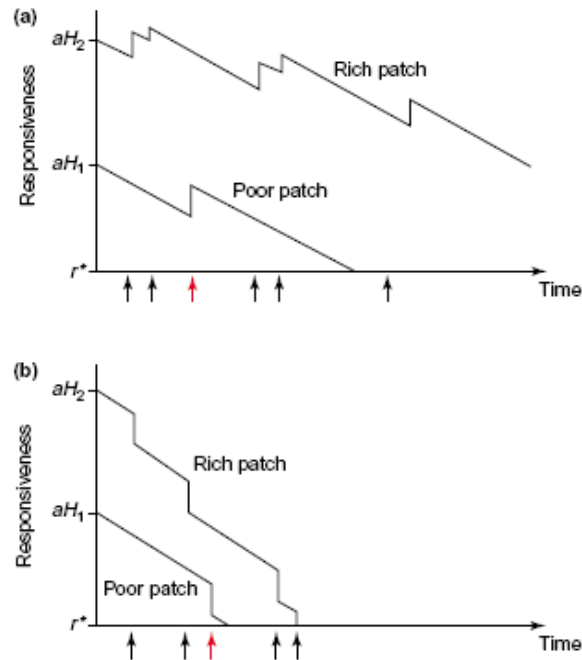 (a)
aH₂
Rich patch
Responsiveness
aH₁
Poor patch
r*
Time
(b)
aH₂
Rich patch
Responsiveness
aH₁
Poor patch
r*
Time